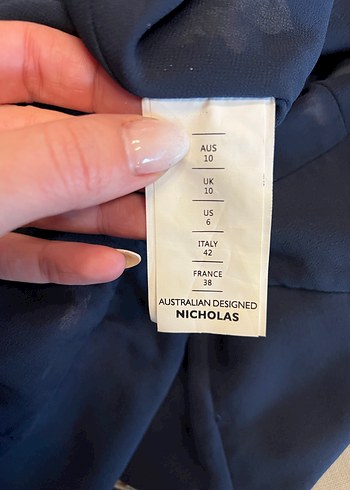 AUS
10
UK
10
US
6
ITALY
42
FRANCE
38
AUSTRALIAN DESIGNED
NICHOLAS